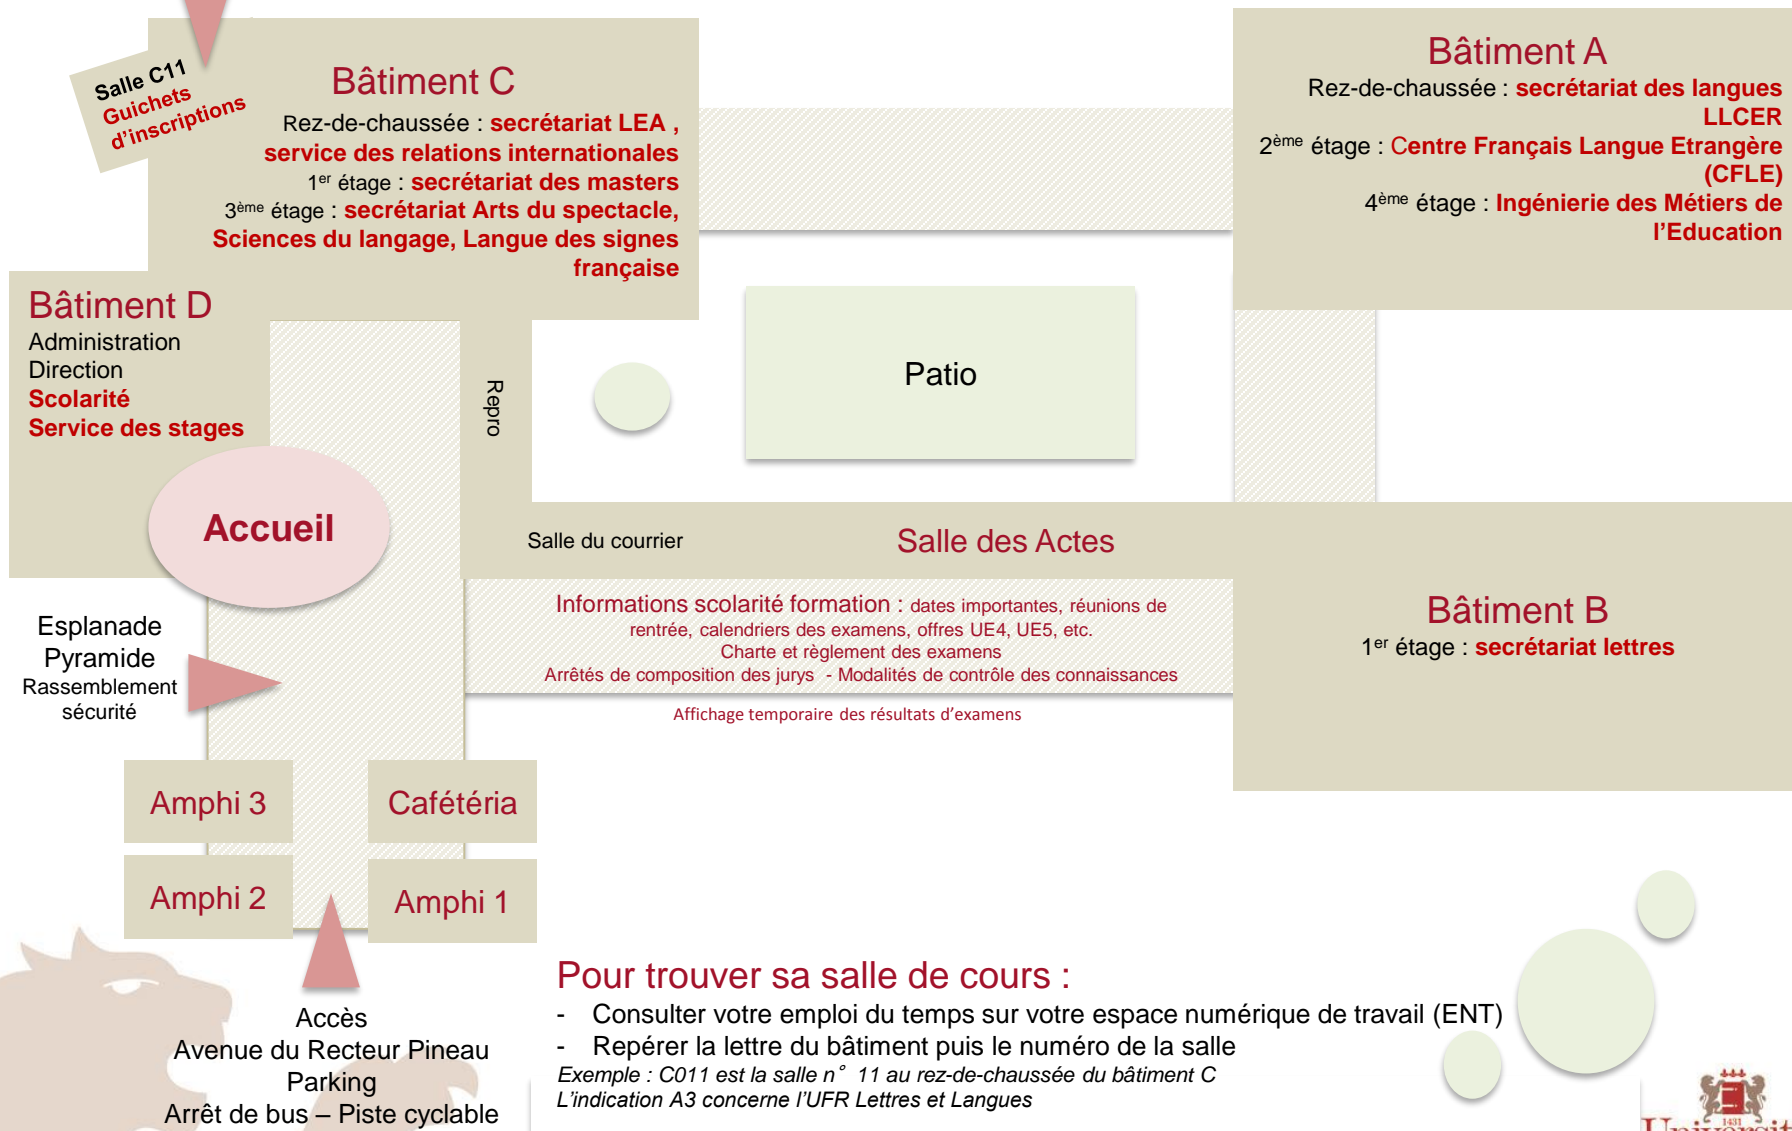 Salle C11
Guichets
d’inscriptions
Bâtiment C
Rez-de-chaussée : secrétariat LEA ,
service des relations internationales
1er étage : secrétariat des masters
3ème étage : secrétariat Arts du spectacle,
Sciences du langage, Langue des signes
française
Bâtiment A
Rez-de-chaussée : secrétariat des langues
LLCER
2ème étage : Centre Français Langue Etrangère
(CFLE)
4ème étage : Ingénierie des Métiers de
l’Education
Bâtiment D
Administration
Direction
Scolarité
Service des stages
Repro
Patio
Accueil
Salle du courrier
Salle des Actes
Informations scolarité formation : dates importantes, réunions de
rentrée, calendriers des examens, offres UE4, UE5, etc.
Charte et règlement des examens
Arrêtés de composition des jurys - Modalités de contrôle des connaissances
Affichage temporaire des résultats d’examens
Bâtiment B
1er étage : secrétariat lettres
Esplanade
Pyramide
Rassemblement
sécurité
Amphi 3
Cafétéria
Amphi 2
Amphi 1
Accès
Avenue du Recteur Pineau
Parking
Arrêt de bus – Piste cyclable
Pour trouver sa salle de cours :
- Consulter votre emploi du temps sur votre espace numérique de travail (ENT)
- Repérer la lettre du bâtiment puis le numéro de la salle
Exemple : C011 est la salle n° 11 au rez-de-chaussée du bâtiment C
L’indication A3 concerne l’UFR Lettres et Langues
1431